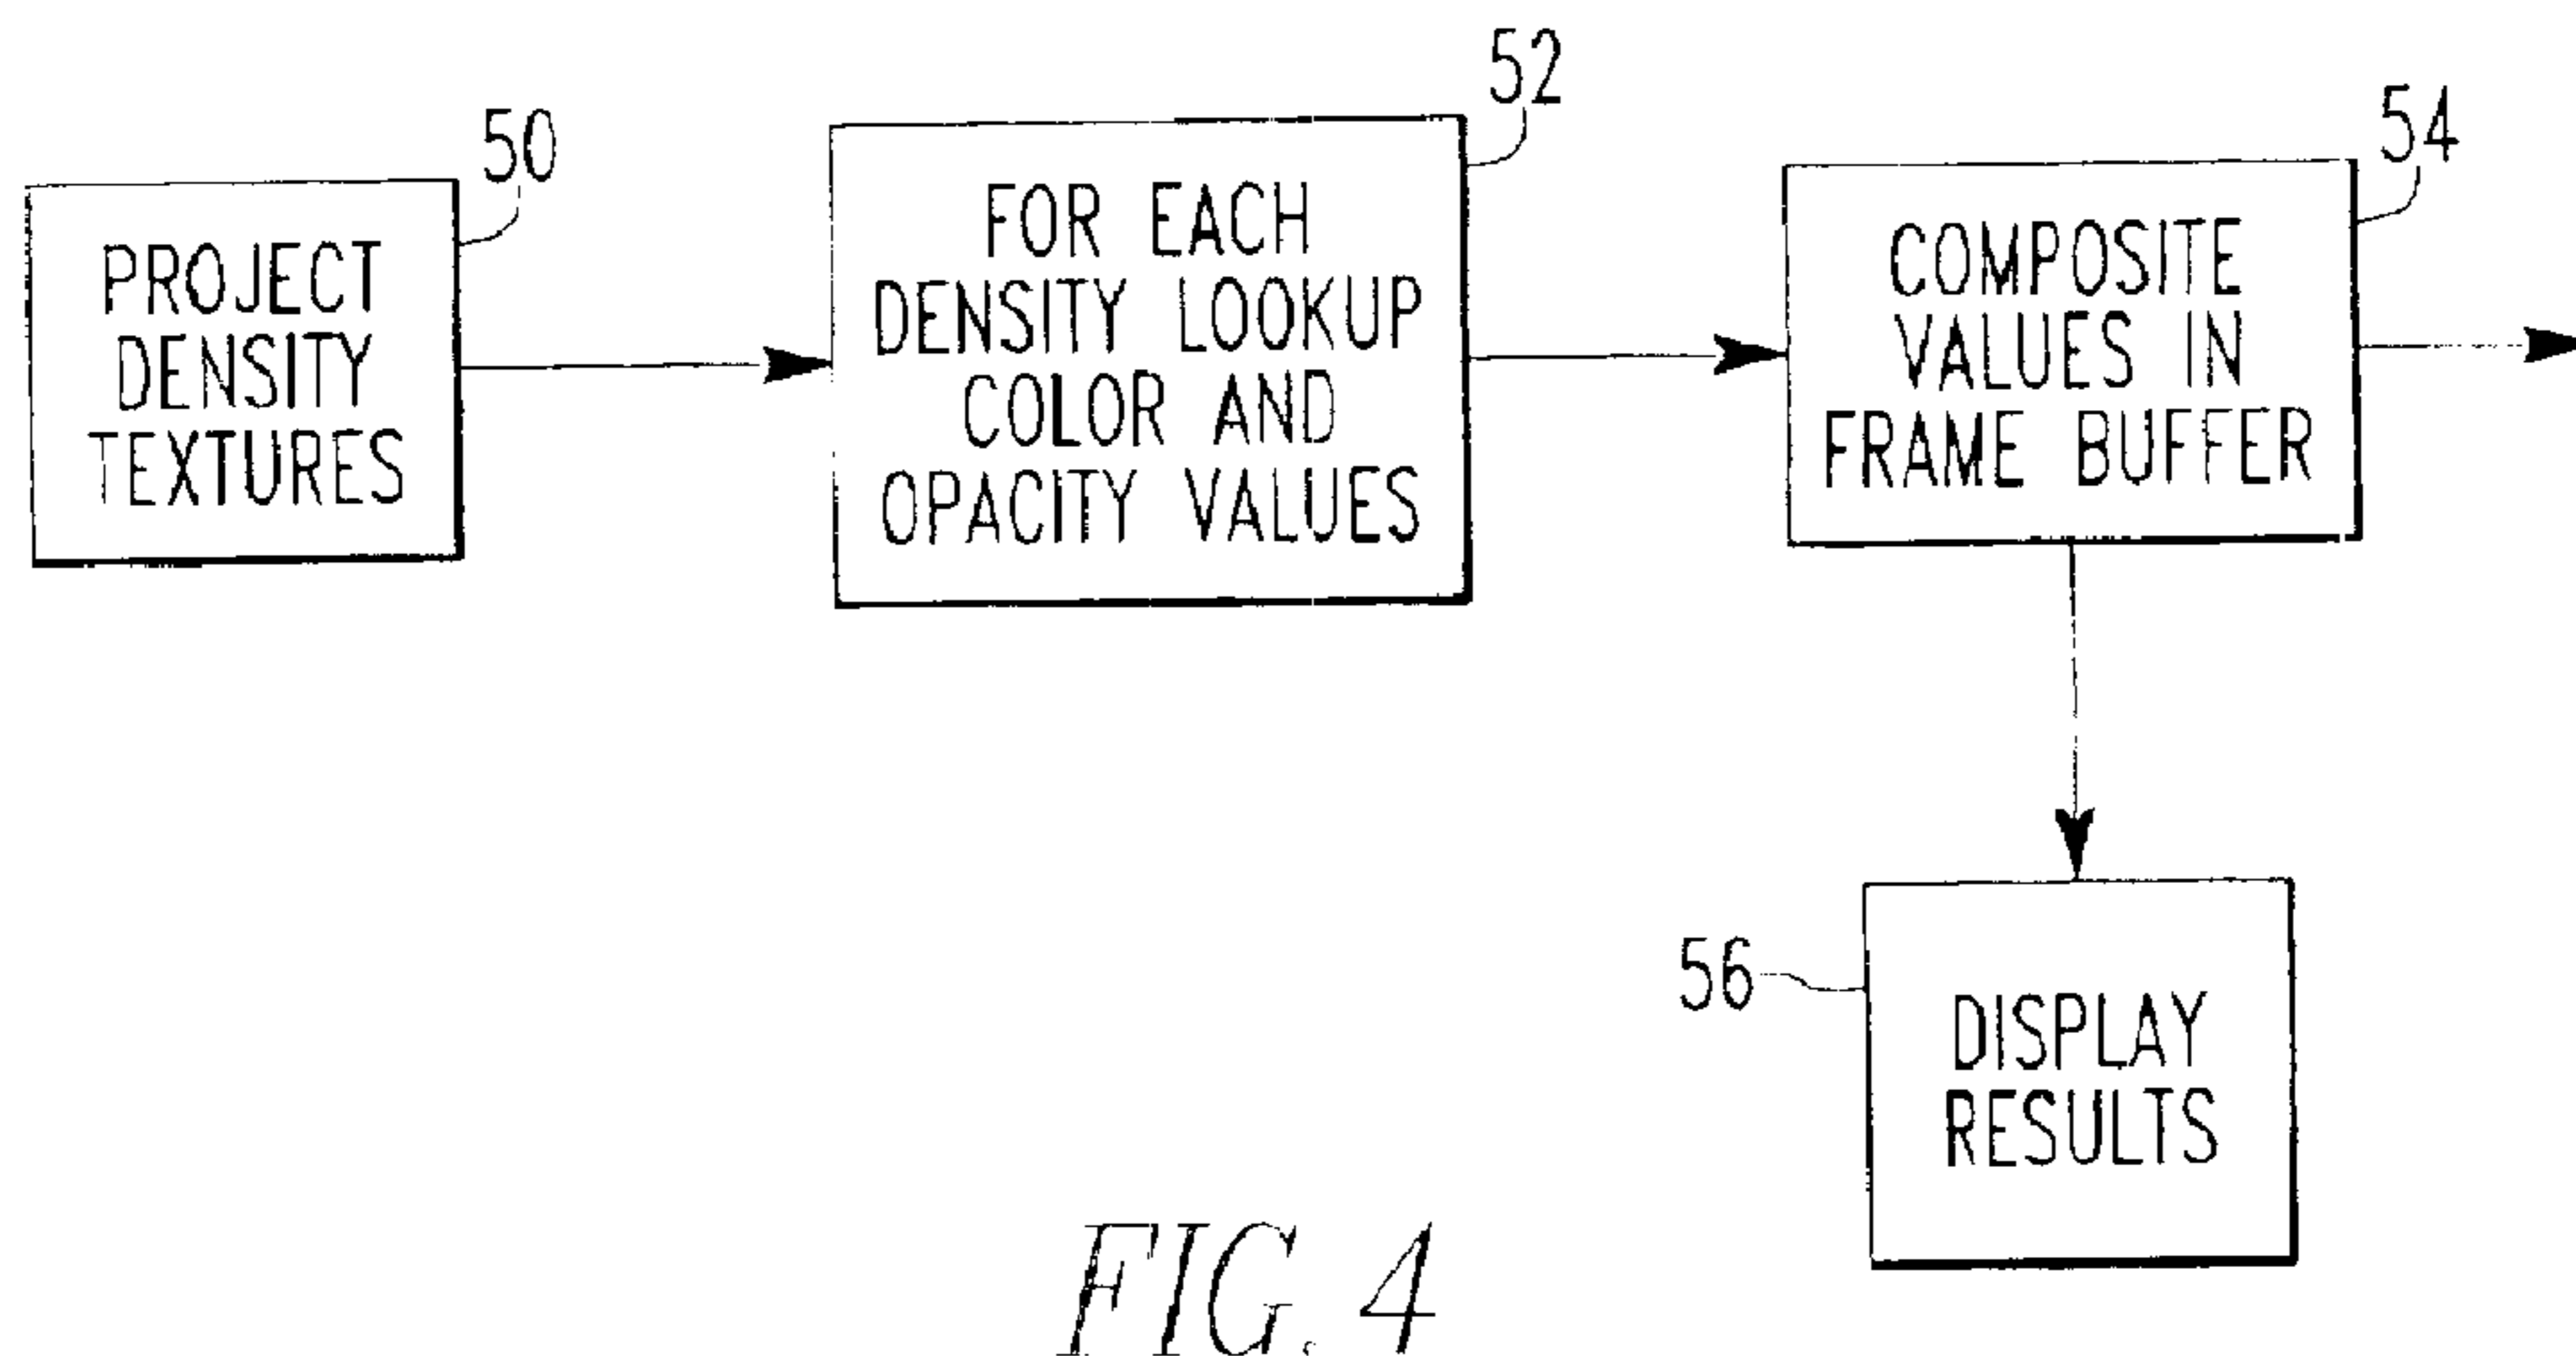 50
PROJECT
DENSITY
TEXTURES
52
FOR EACH
DENSITY LOOKUP
COLOR AND
OPACITY VALUES
54
COMPOSITE
VALUES IN
FRAME BUFFER
56
DISPLAY
RESULTS
FIG. 4